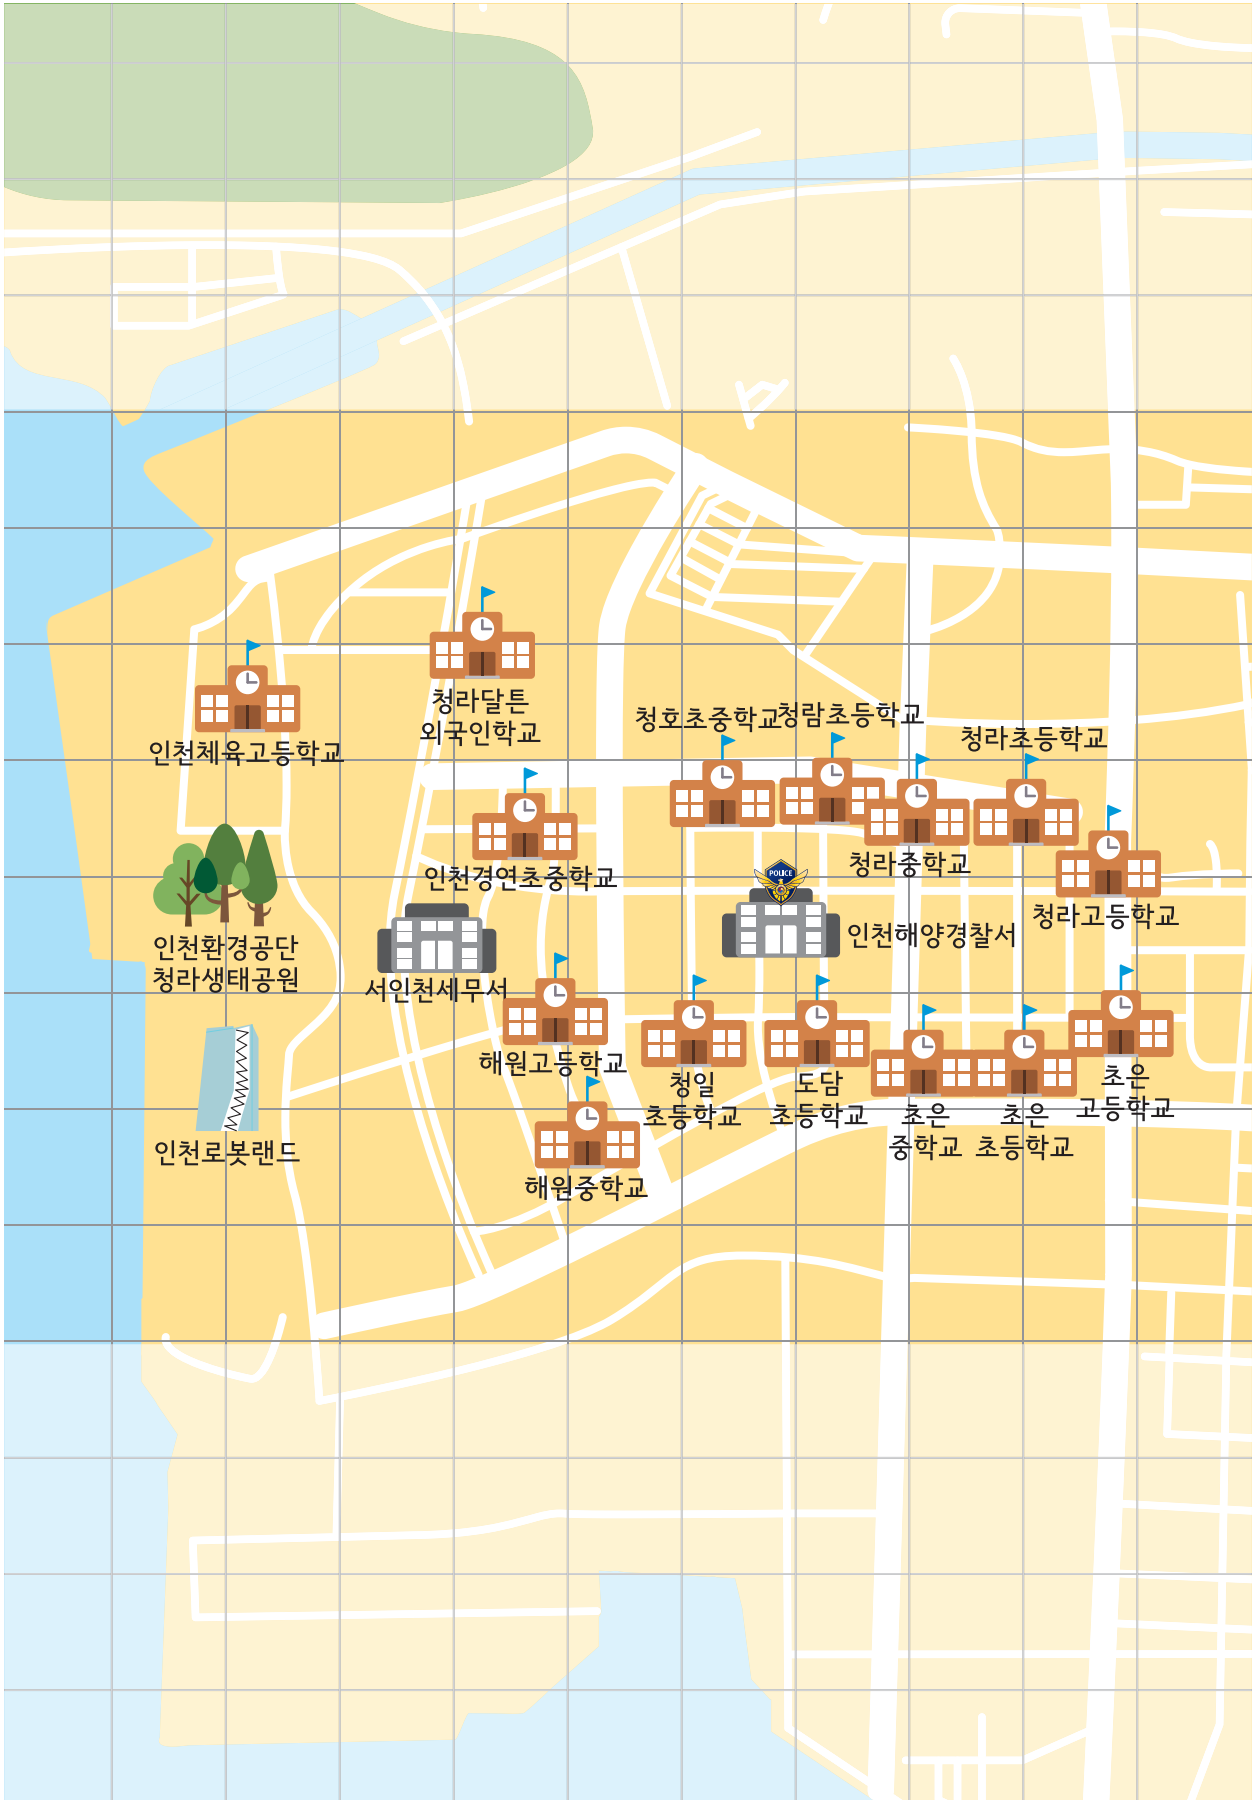 청라달튼
외국인학교
청호초중학교
청람초등학교
청라초등학교
인천체육고등학교
인천경연초중학교
청라중학교
POLICE
청라고등학교
인천해양경찰서
인천환경공단
청라생태공원
서인천세무서
해원고등학교
청일
초등학교
도담
초등학교
초은
중학교
초은
초등학교
초은
고등학교
인천로봇랜드
해원중학교